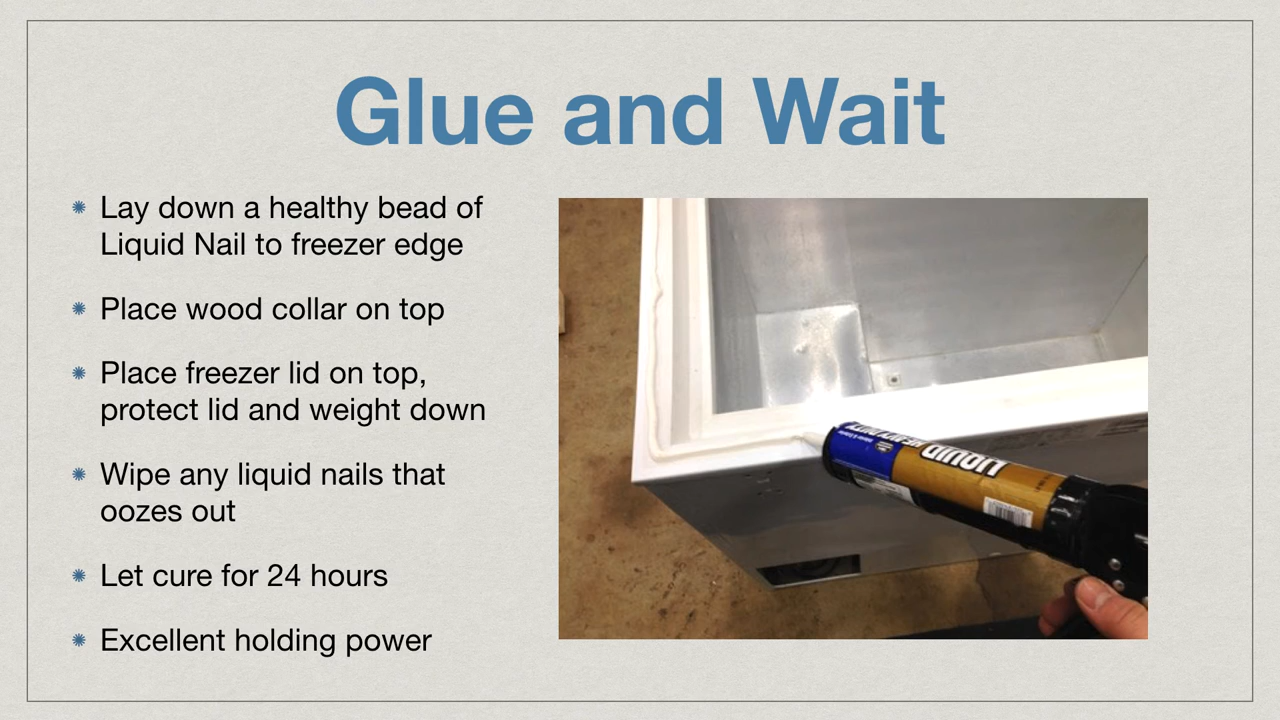 Glue and Wait
Lay down a healthy bead of
Liquid Nail to freezer edge
Place wood collar on top
Place freezer lid on top,
protect lid and weight down
Wipe any liquid nails that
oozes out
Let cure for 24 hours
Excellent holding power
LIQUID